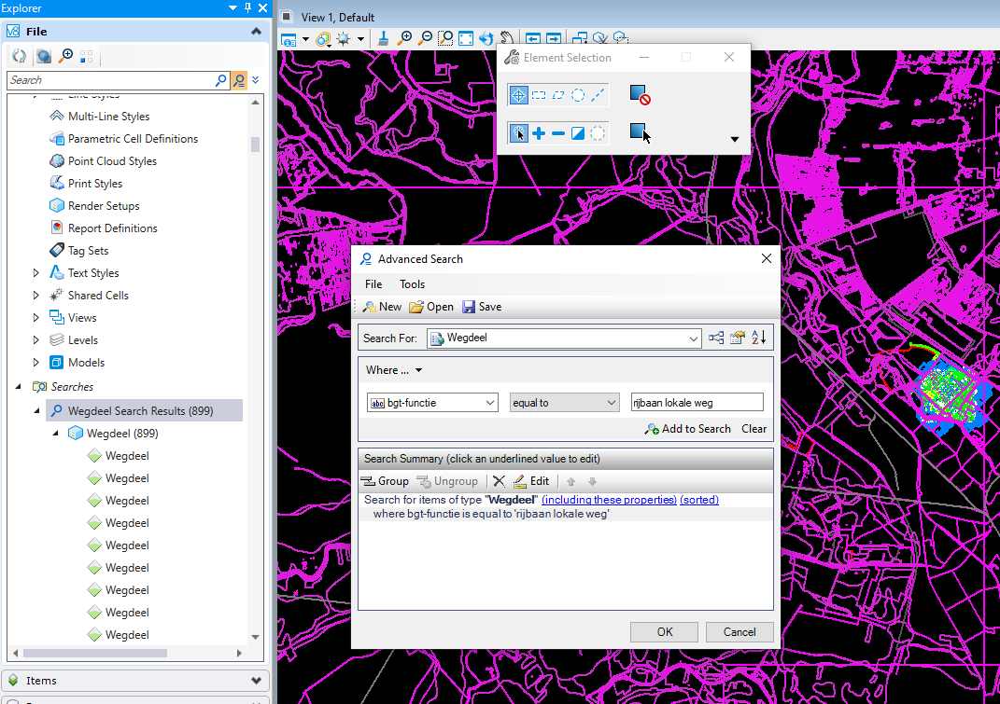 Explorer
File
Search
Line Styles
Multi-Line Styles
Parametric Cell Definitions
Point Cloud Styles
Print Styles
Render Setups
Report Definitions
Tag Sets
Text Styles
Shared Cells
Views
Levels
Models
Searches
Wegdeel Search Results (899)
Wegdeel (899)
Wegdeel
Wegdeel
Wegdeel
Wegdeel
Wegdeel
Wegdeel
Wegdeel
Wegdeel
Wegdeel
Items
View 1, Default
Element Selection
Advanced Search
File Tools
New Open Save
Search For: Wegdeel
Where ...
abc bgt-functie equal to rijbaan lokale weg
Add to Search Clear
Search Summary (click an underlined value to edit)
Group Ungroup Edit
Search for items of type "Wegdeel" (including these properties) (sorted)
where bgt-functie is equal to 'rijbaan lokale weg'
OK Cancel